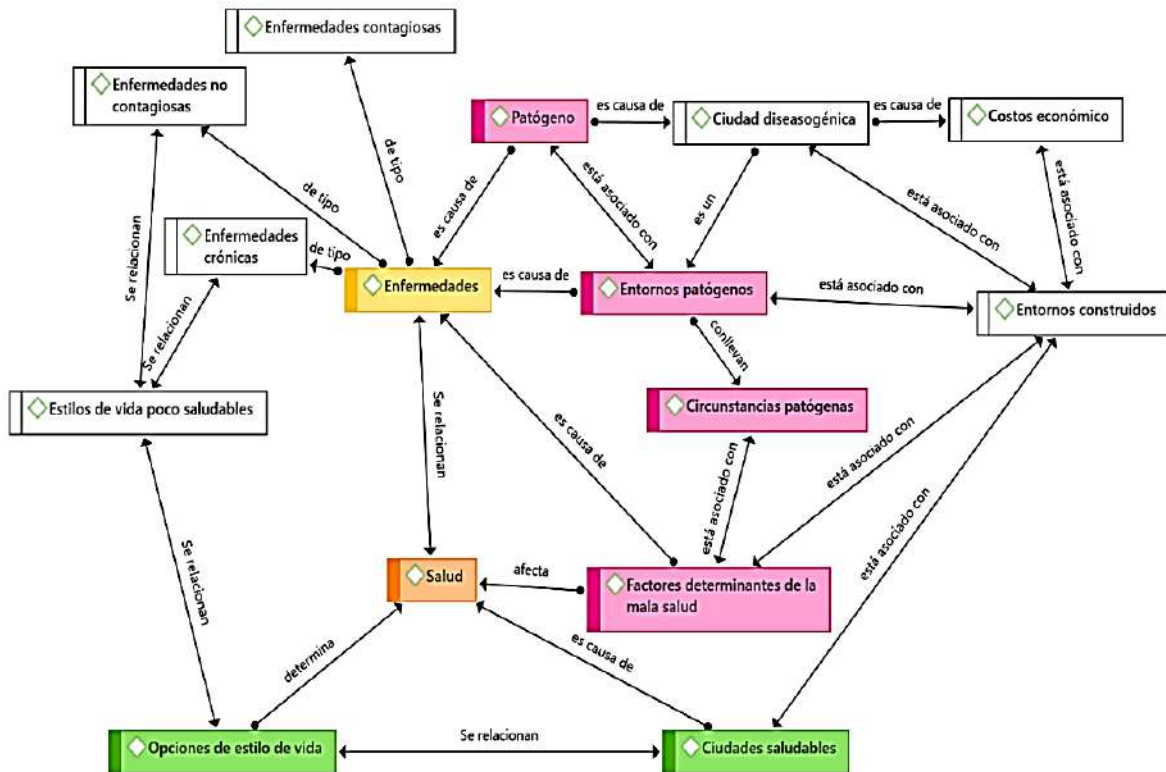 Enfermedades contagiosas
Enfermedades no
contagiosas
Patógeno
es causa de
Ciudad diseasogénica
es causa de
Costos económico
de tipo
de tipo
es causa de
está asociado con
es un
está asociado con
está asociado con
Se relacionan
Enfermedades
crónicas
de tipo
Enfermedades
es causa de
Entornos patógenos
está asociado con
Entornos construidos
Se relacionan
conllevan
Estilos de vida poco saludables
Circunstancias patógenas
Se relacionan
es causa de
está asociado con
está asociado con
está asociado con
Salud
afecta
Factores determinantes de la
mala salud
Se relacionan
determina
es causa de
Opciones de estilo de vida
Se relacionan
Ciudades saludables